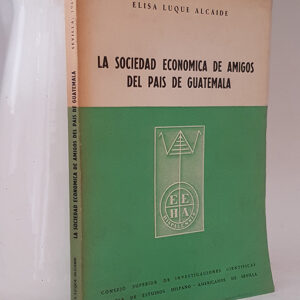 ELISA LUQUE ALCAIDE
LA SOCIEDAD ECONOMICA DE AMIGOS
DEL PAIS DE GUATEMALA
E E
H A
CONSEJO SUPERIOR DE INVESTIGACIONES CIENTIFICAS
DE ESTUDIOS HISPANO - AMERICANOS DE SEVILLA
LA SOCIEDAD ECONOMICA DE AMIGOS DEL PAIS DE GUATEMALA
SEVILLA